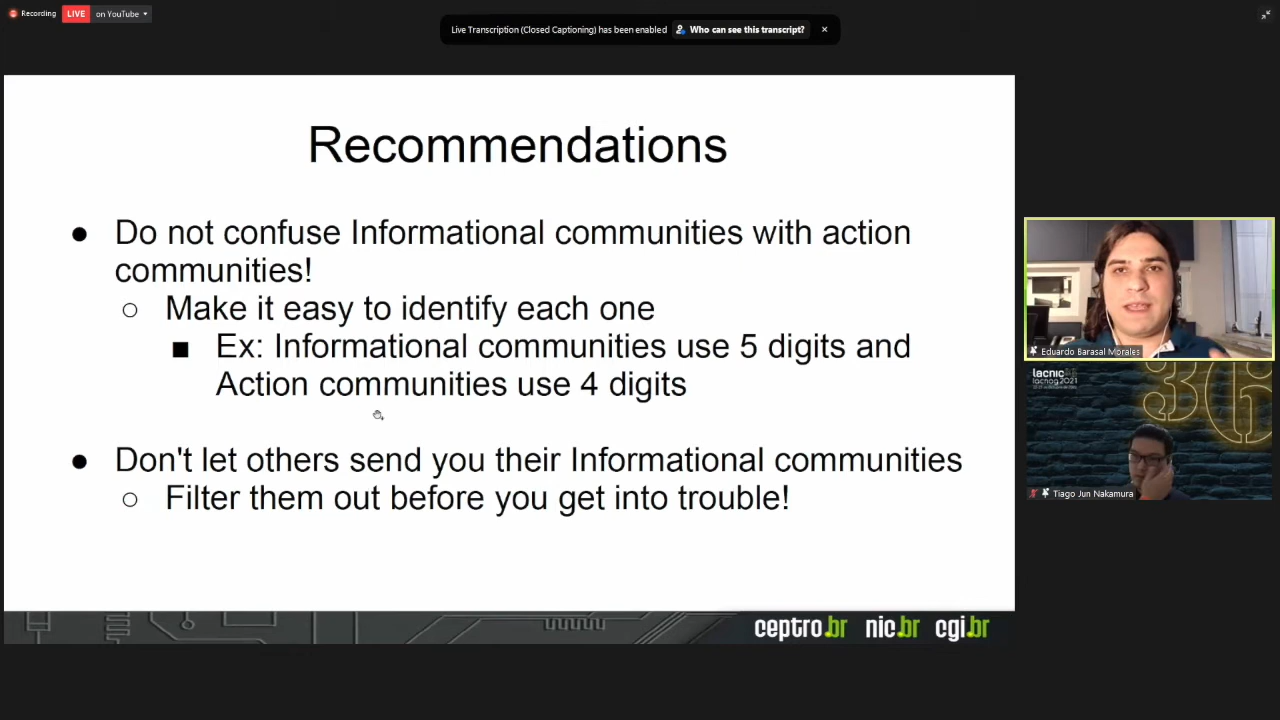 Recording
LIVE on YouTube
Live Transcription (Closed Captioning) has been enabled Who can see this transcript?
Recommendations
● Do not confuse Informational communities with action
communities!
○ Make it easy to identify each one
■ Ex: Informational communities use 5 digits and
Action communities use 4 digits
● Don't let others send you their Informational communities
○ Filter them out before you get into trouble!
ceptro.br nic.br cgi.br
Eduardo Barasal Morales
lacnic36
lacnog2021
36
Tiago Jun Nakamura